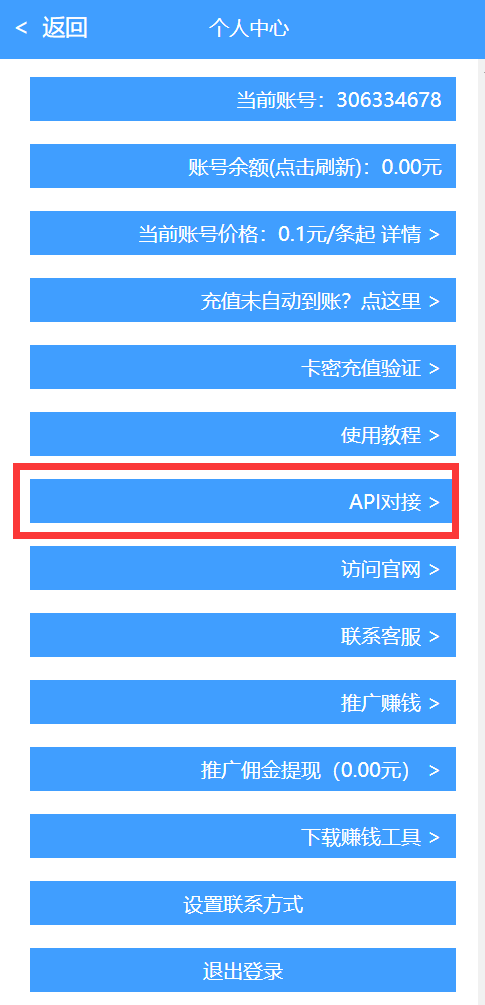 < 返回 个人中心
当前账号：306334678
账号余额(点击刷新)：0.00元
当前账号价格：0.1元/条起 详情 >
充值未自动到账？点这里 >
卡密充值验证 >
使用教程 >
API对接 >
访问官网 >
联系客服 >
推广赚钱 >
推广佣金提现（0.00元） >
下载赚钱工具 >
设置联系方式
退出登录